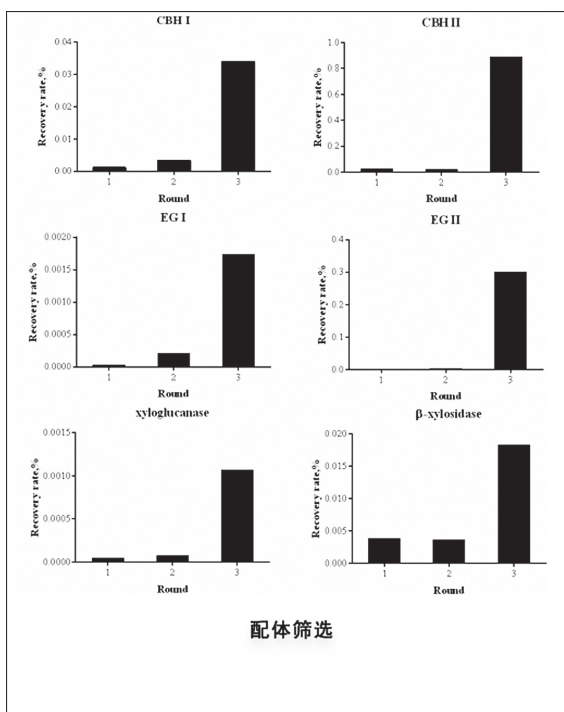 CBH I
CBH II
0.04
0.03
0.02
0.01
0.00
Recovery rate,%
1 2 3
Round
1.0
0.8
0.6
0.4
0.2
0.0
Recovery rate,%
1 2 3
Round
EG I
EG II
0.0020
0.0015
0.0010
0.0005
0.0000
Recovery rate,%
1 2 3
0.4
0.3
0.2
0.1
0.0
Recovery rate,%
1 2 3
xyloglucanase
β-xylosidase
0.0015
0.0010
0.0005
0.0000
Recovery rate,%
1 2 3
Round
0.020
0.015
0.010
0.005
0.000
Recovery rate,%
1 2 3
Round
配体筛选